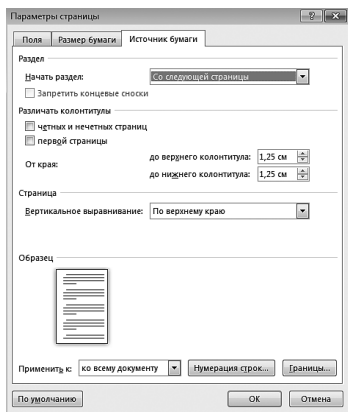 Параметры страницы
Поля Размер бумаги Источник бумаги
Раздел
Начать раздел: Со следующей страницы
Запретить концевые сноски
Различать колонтитулы
четных и нечетных страниц
первой страницы
От края:
до верхнего колонтитула: 1,25 см
до нижнего колонтитула: 1,25 см
Страница
Вертикальное выравнивание: По верхнему краю
Образец
Применить к: ко всему документу Нумерация строк... Границы...
По умолчанию ОК Отмена